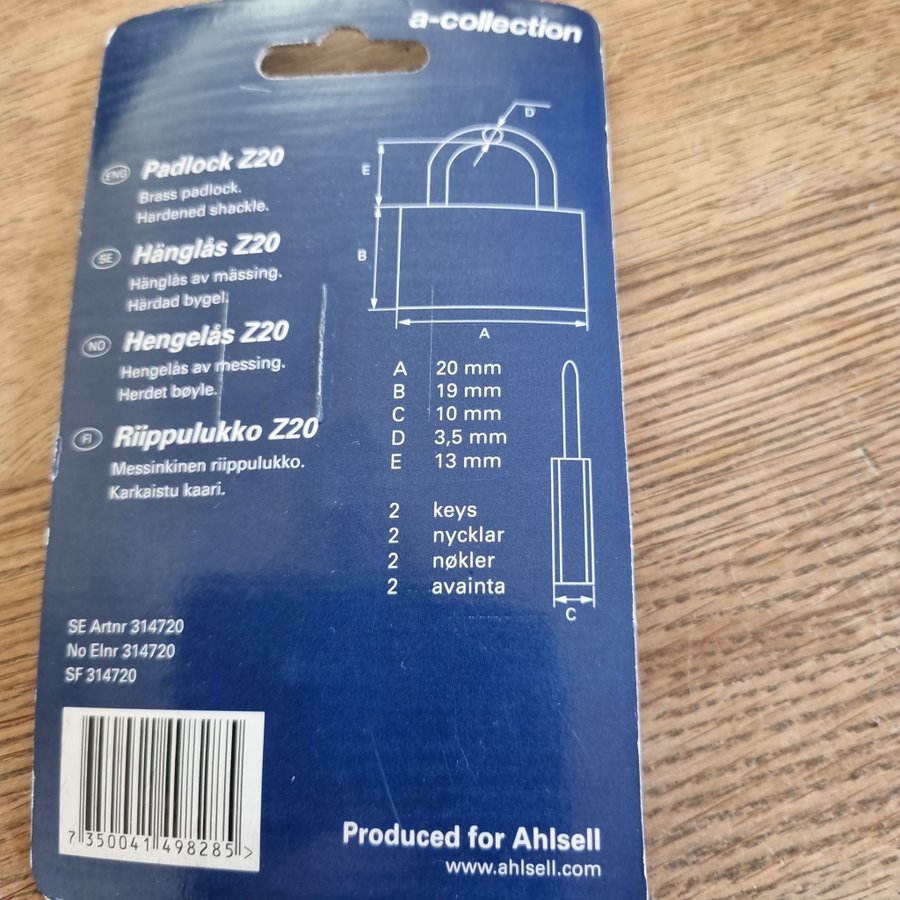 a-collection
ENG Padlock Z20
Brass padlock.
Hardened shackle.
SE Hänglås Z20
Hänglås av mässing.
Härdad bygel.
NO Hengelås Z20
Hengelås av messing.
Herdet bøyle.
FI Riippulukko Z20
Messinkinen riippulukko.
Karkaistu kaari.
D
E
B
A
A 20 mm
B 19 mm
C 10 mm
D 3,5 mm
E 13 mm
2 keys
2 nycklar
2 nøkler
2 avainta
C
SE Artnr 314720
No Elnr 314720
SF 314720
7 350041 498285 >
Produced for Ahlsell
www.ahlsell.com